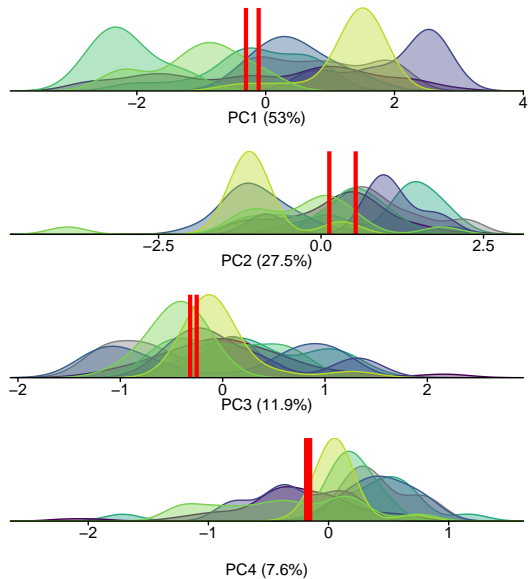 −2 0 2 4
PC1 (53%)
−2.5 0.0 2.5
PC2 (27.5%)
−2 −1 0 1 2
PC3 (11.9%)
−2 −1 0 1
PC4 (7.6%)